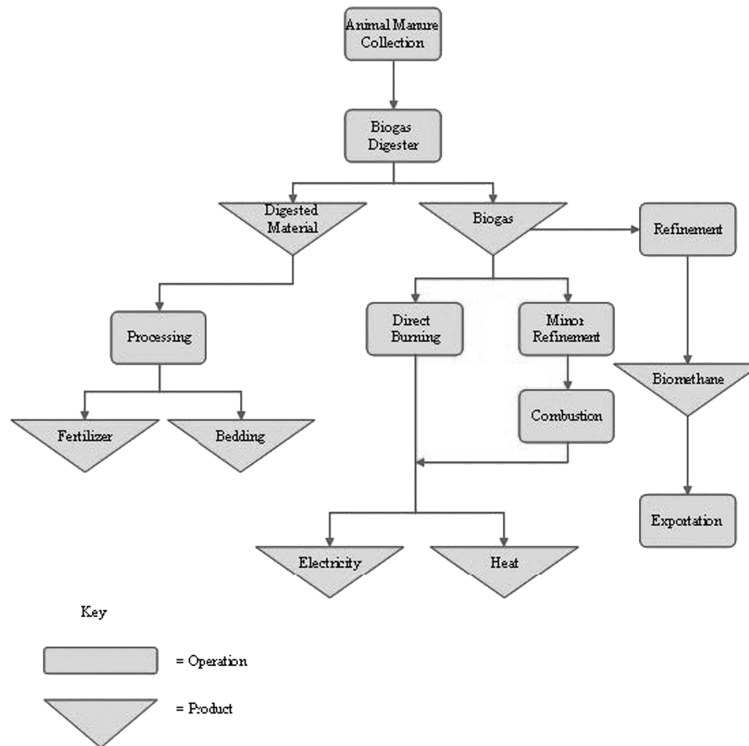 Animal Manure
Collection
Biogas
Digester
Digested
Material
Biogas
Refinement
Processing
Direct
Burning
Minor
Refinement
Biomethane
Combustion
Fertilizer
Bedding
Exportation
Electricity
Heat
Key
= Operation
= Product